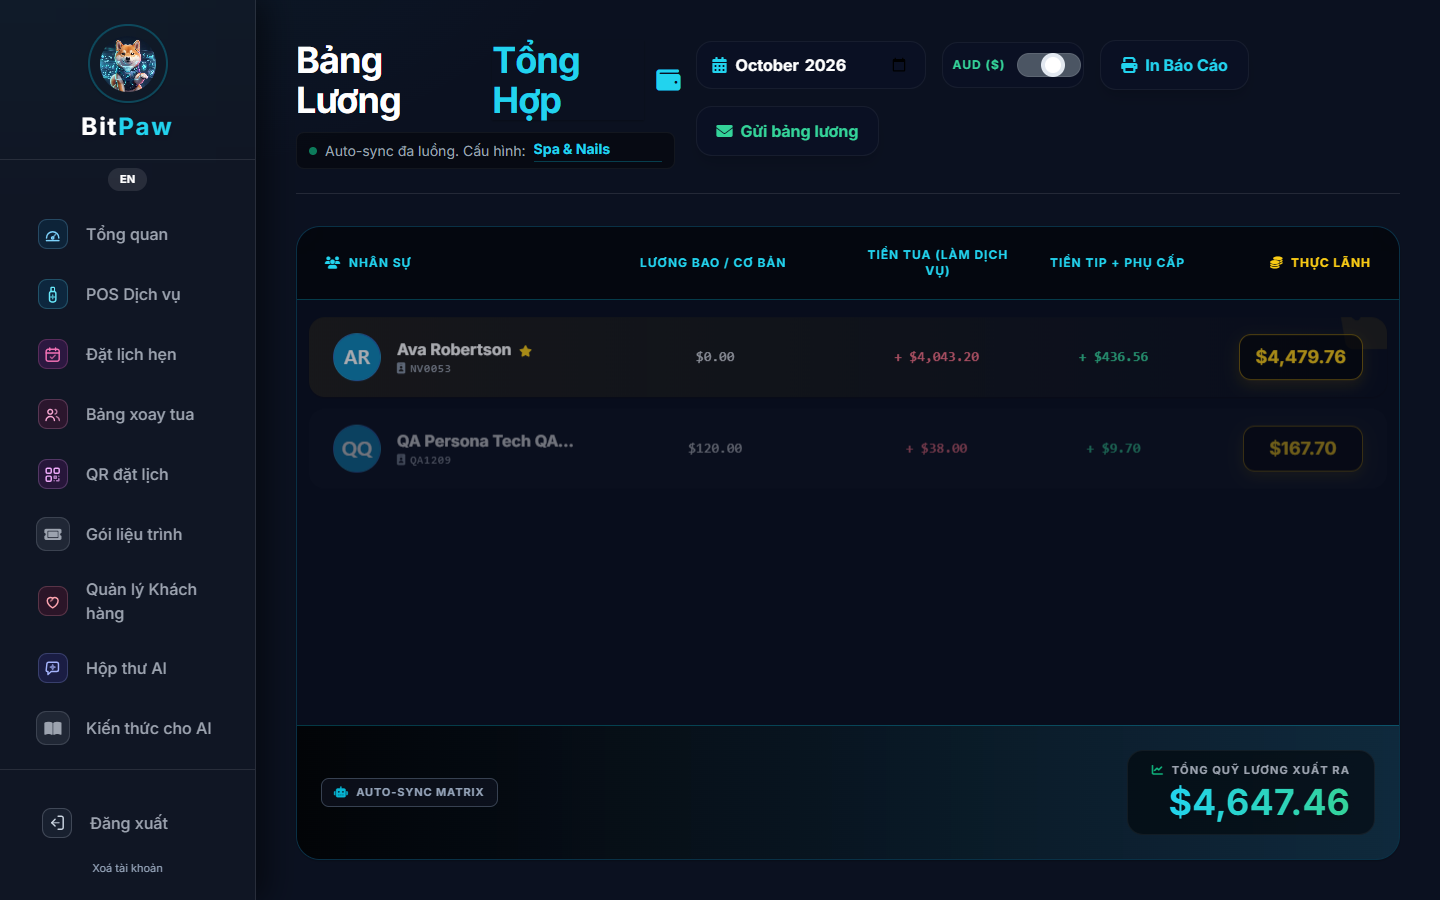 BitPaw
EN
Tổng quan
POS Dịch vụ
Đặt lịch hẹn
Bảng xoay tua
QR đặt lịch
Gói liệu trình
Quản lý Khách
hàng
Hộp thư AI
Kiến thức cho AI
Đăng xuất
Xoá tài khoản
Bảng Tổng
Lương Hợp
Auto-sync đa luồng. Cấu hình: Spa & Nails
October 2026
AUD ($)
In Báo Cáo
Gửi bảng lương
NHÂN SỰ
LƯƠNG BAO / CƠ BẢN
TIỀN TUA (LÀM DỊCH
VỤ)
TIỀN TIP + PHỤ CẤP
THỰC LÃNH
AR
Ava Robertson
NV0053
$0.00
+ $4,043.20
+ $436.56
$4,479.76
QQ
QA Persona Tech QA...
QA1209
$120.00
+ $38.00
+ $9.70
$167.70
AUTO-SYNC MATRIX
TỔNG QUỸ LƯƠNG XUẤT RA
$4,647.46